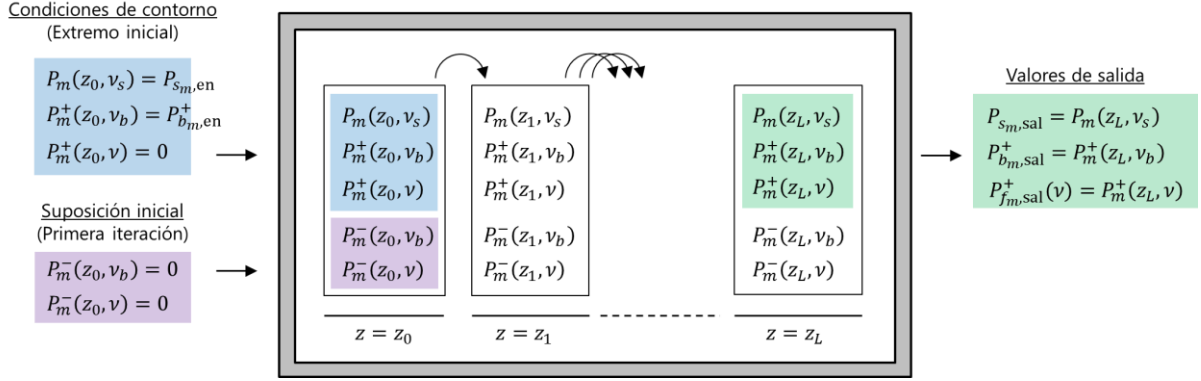 Condiciones de contorno
(Extremo inicial)
P_m(z_0, ν_s) = P_{s_m,en}
P_m^+(z_0, ν_b) = P_{b_m,en}^+
P_m^+(z_0, ν) = 0
Suposición inicial
(Primera iteración)
P_m^-(z_0, ν_b) = 0
P_m^-(z_0, ν) = 0
P_m(z_0, ν_s)
P_m^+(z_0, ν_b)
P_m^+(z_0, ν)
P_m^-(z_0, ν_b)
P_m^-(z_0, ν)
z = z_0
P_m(z_1, ν_s)
P_m^+(z_1, ν_b)
P_m^+(z_1, ν)
P_m^-(z_1, ν_b)
P_m^-(z_1, ν)
z = z_1
P_m(z_L, ν_s)
P_m^+(z_L, ν_b)
P_m^+(z_L, ν)
P_m^-(z_L, ν_b)
P_m^-(z_L, ν)
z = z_L
Valores de salida
P_{s_m,sal} = P_m(z_L, ν_s)
P_{b_m,sal}^+ = P_m^+(z_L, ν_b)
P_{f_m,sal}^+(ν) = P_m^+(z_L, ν)